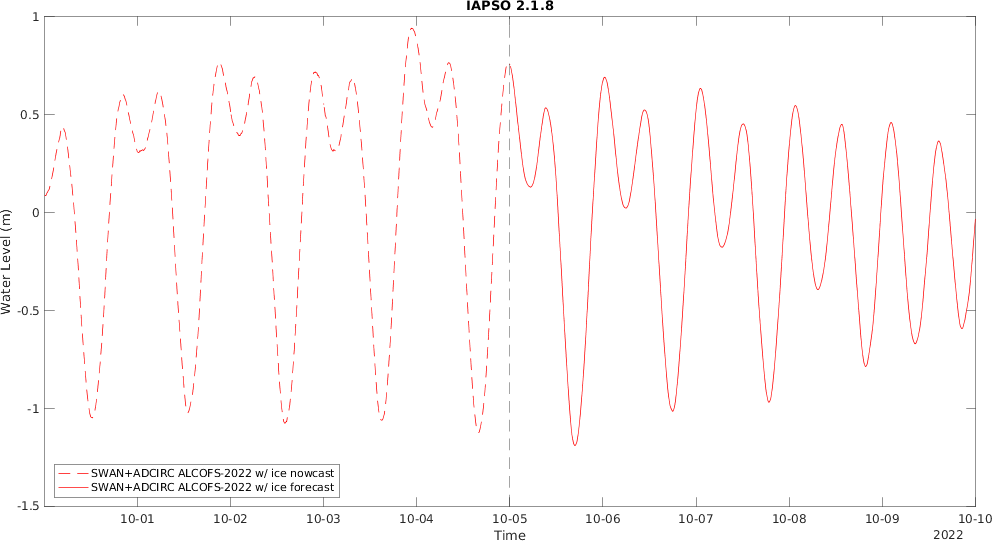 IAPSO 2.1.8
Water Level (m)
1
0.5
0
-0.5
-1
-1.5
SWAN+ADCIRC ALCOFS-2022 w/ ice nowcast
SWAN+ADCIRC ALCOFS-2022 w/ ice forecast
10-01 10-02 10-03 10-04 10-05 10-06 10-07 10-08 10-09 10-10
Time
2022